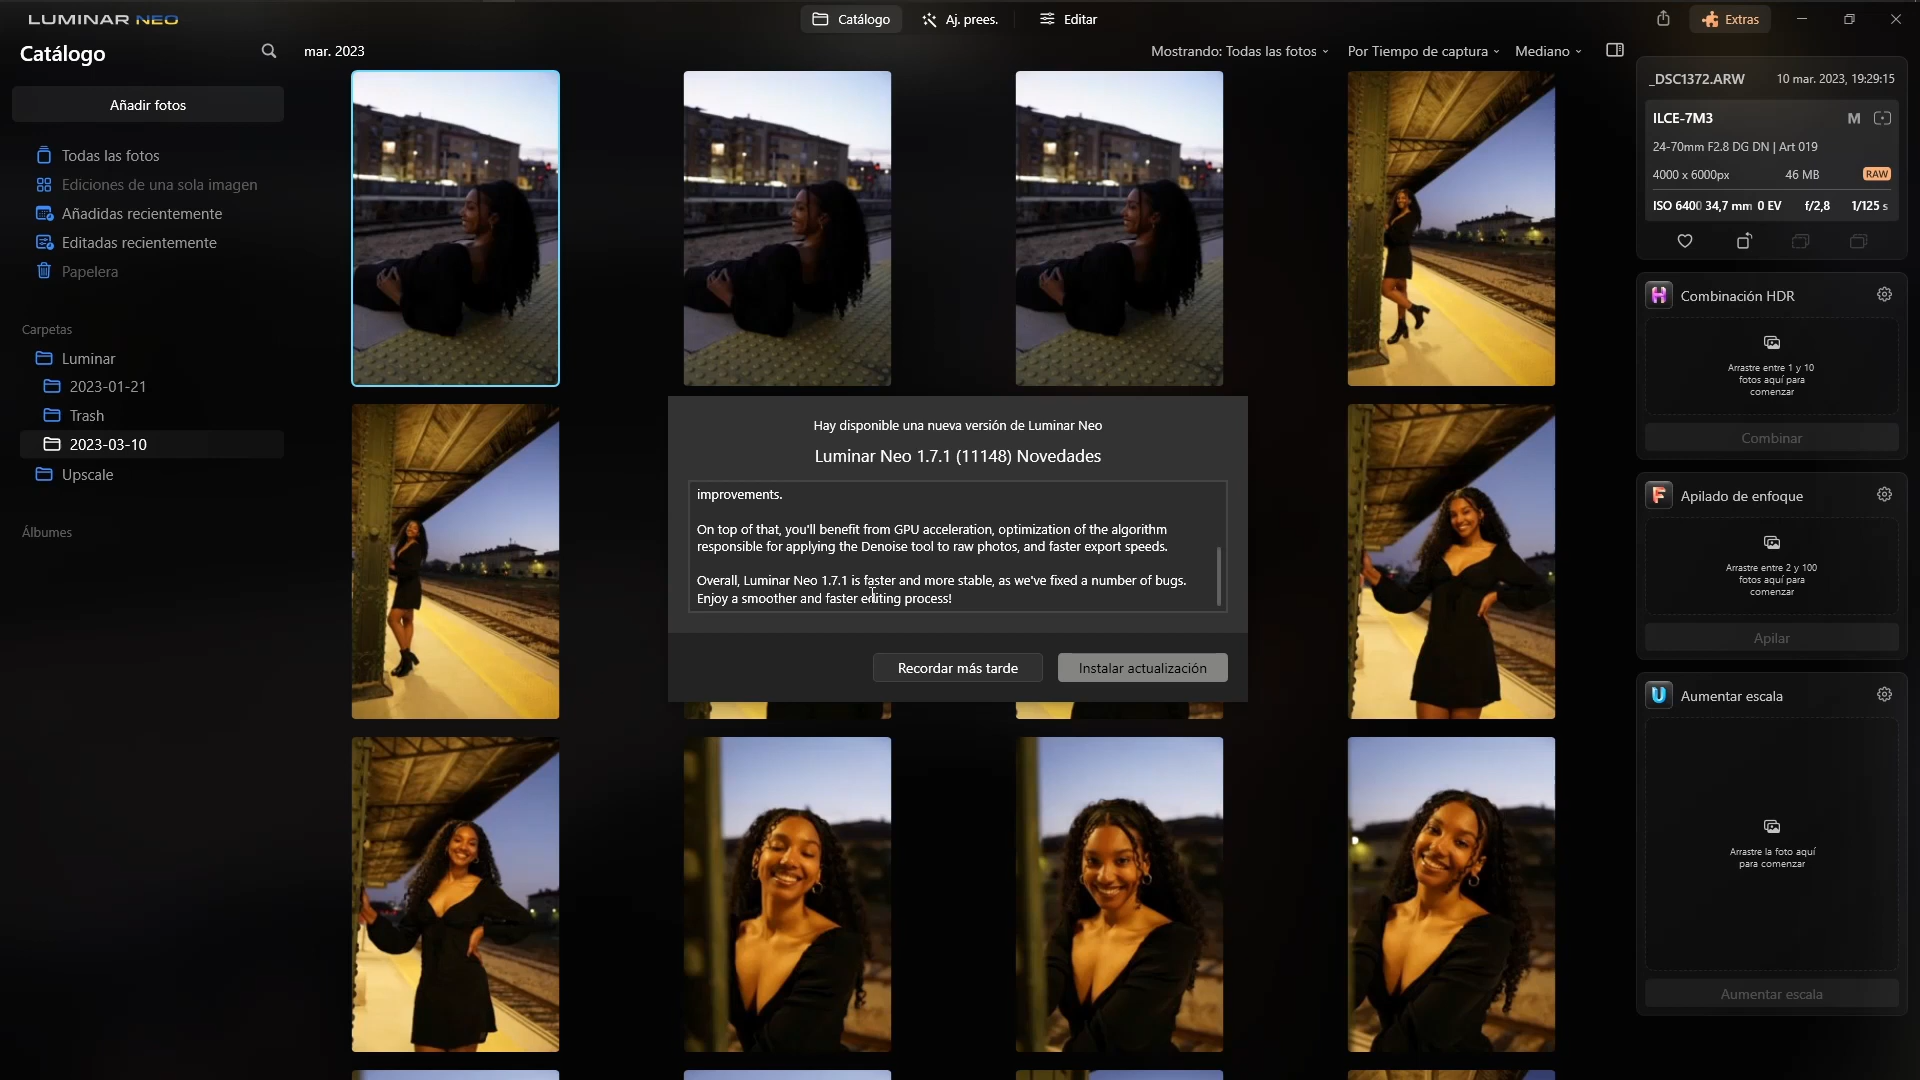 LUMINAR NEO
Catálogo
Aj. prees.
Editar
Extras
Catálogo
mar. 2023
Mostrando: Todas las fotos
Por Tiempo de captura
Mediano
Añadir fotos
Todas las fotos
Ediciones de una sola imagen
Añadidas recientemente
Editadas recientemente
Papelera
Carpetas
Luminar
2023-01-21
Trash
2023-03-10
Upscale
Álbumes
Hay disponible una nueva versión de Luminar Neo
Luminar Neo 1.7.1 (11148) Novedades
improvements.
On top of that, you'll benefit from GPU acceleration, optimization of the algorithm
responsible for applying the Denoise tool to raw photos, and faster export speeds.
Overall, Luminar Neo 1.7.1 is faster and more stable, as we've fixed a number of bugs.
Enjoy a smoother and faster editing process!
Recordar más tarde
Instalar actualización
_DSC1372.ARW
10 mar. 2023, 19:29:15
ILCE-7M3
M
24-70mm F2.8 DG DN | Art 019
4000 x 6000px
46 MB
RAW
ISO 6400 34,7 mm 0 EV f/2,8 1/125 s
Combinación HDR
Arrastre entre 1 y 10
fotos aquí para
comenzar
Combinar
F
Apilado de enfoque
Arrastre entre 2 y 100
fotos aquí para
comenzar
Apilar
U
Aumentar escala
Arrastre la foto aquí
para comenzar
Aumentar escala